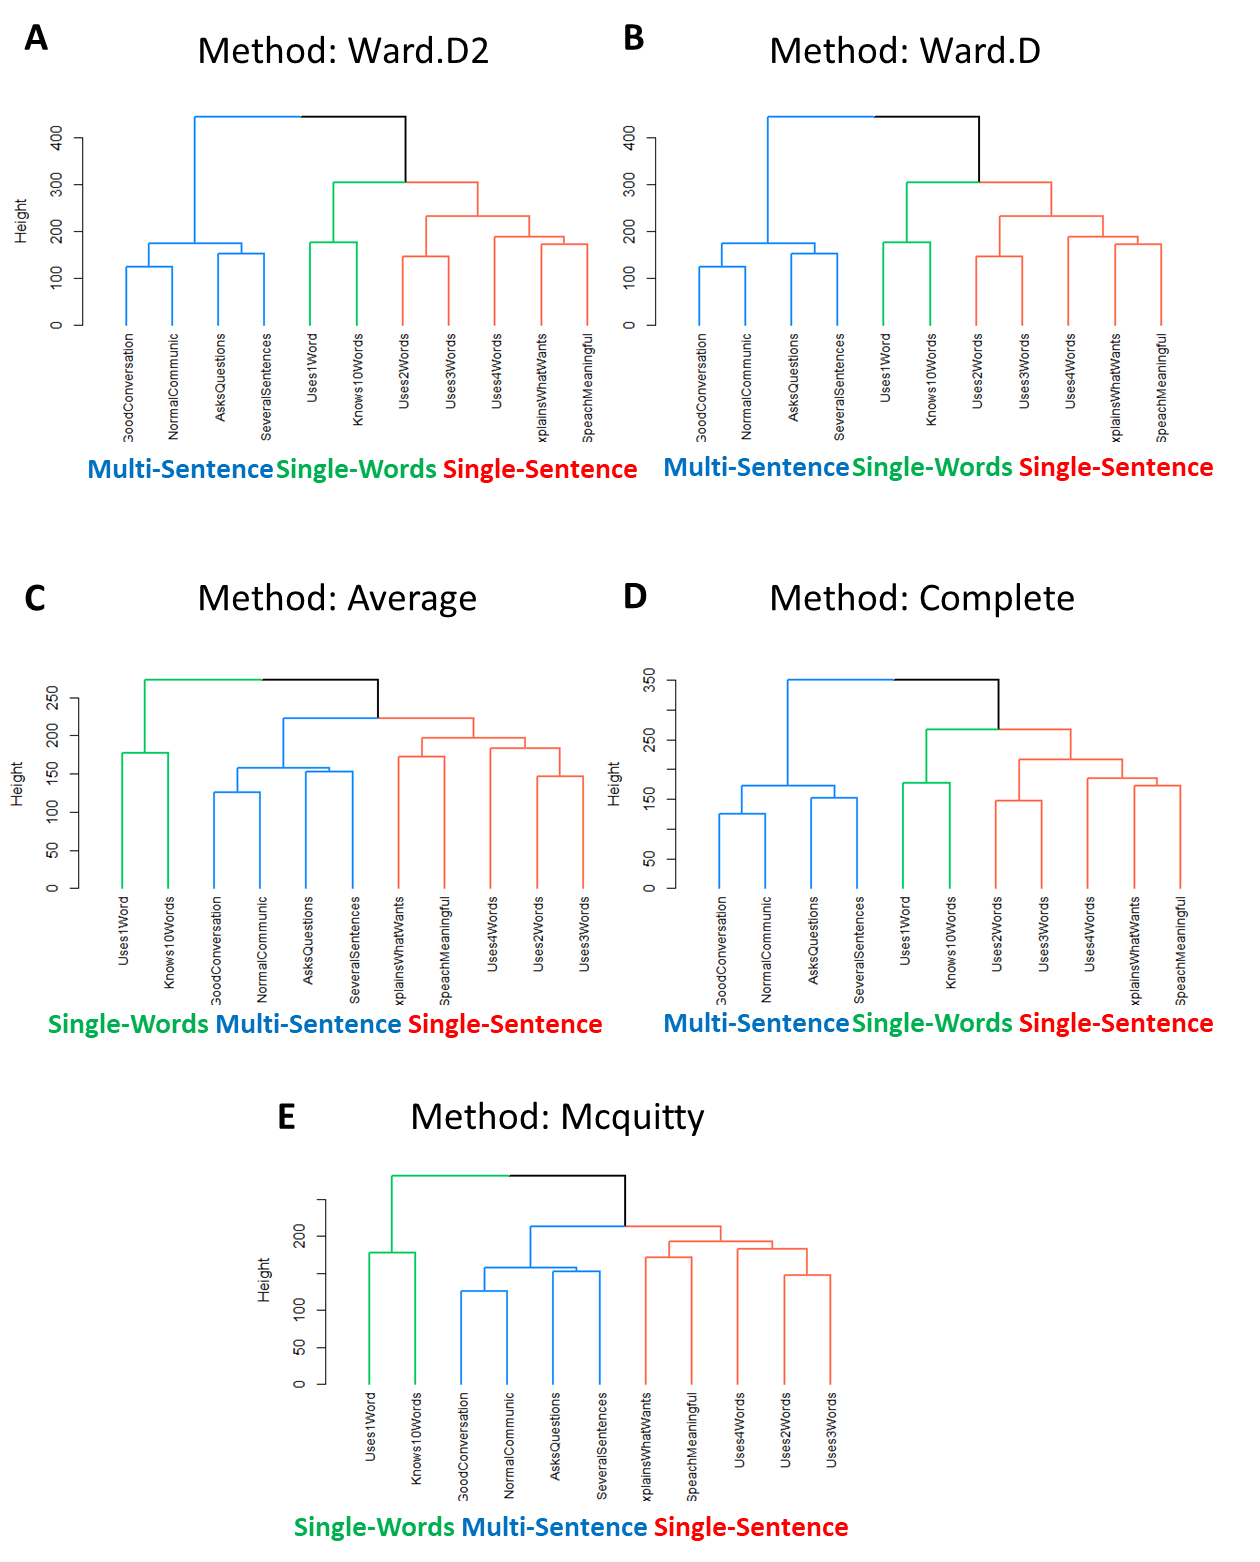 A
Method: Ward.D2
Height
0 100 200 300 400
GoodConversation
NormalCommunic
AsksQuestions
SeveralSentences
Uses1Word
Knows10Words
Uses2Words
Uses3Words
Uses4Words
xplainsWhatWants
SpeachMeaningful
Multi-Sentence Single-Words Single-Sentence
B
Method: Ward.D
0 100 200 300 400
GoodConversation
NormalCommunic
AsksQuestions
SeveralSentences
Uses1Word
Knows10Words
Uses2Words
Uses3Words
Uses4Words
xplainsWhatWants
SpeachMeaningful
Multi-Sentence Single-Words Single-Sentence
C
Method: Average
Height
0 50 100 150 200 250
Uses1Word
Knows10Words
GoodConversation
NormalCommunic
AsksQuestions
SeveralSentences
xplainsWhatWants
SpeachMeaningful
Uses4Words
Uses2Words
Uses3Words
Single-Words Multi-Sentence Single-Sentence
D
Method: Complete
Height
0 50 150 250 350
GoodConversation
NormalCommunic
AsksQuestions
SeveralSentences
Uses1Word
Knows10Words
Uses2Words
Uses3Words
Uses4Words
xplainsWhatWants
SpeachMeaningful
Multi-Sentence Single-Words Single-Sentence
E
Method: Mcquitty
Height
0 50 100 200
Uses1Word
Knows10Words
GoodConversation
NormalCommunic
AsksQuestions
SeveralSentences
xplainsWhatWants
SpeachMeaningful
Uses4Words
Uses2Words
Uses3Words
Single-Words Multi-Sentence Single-Sentence